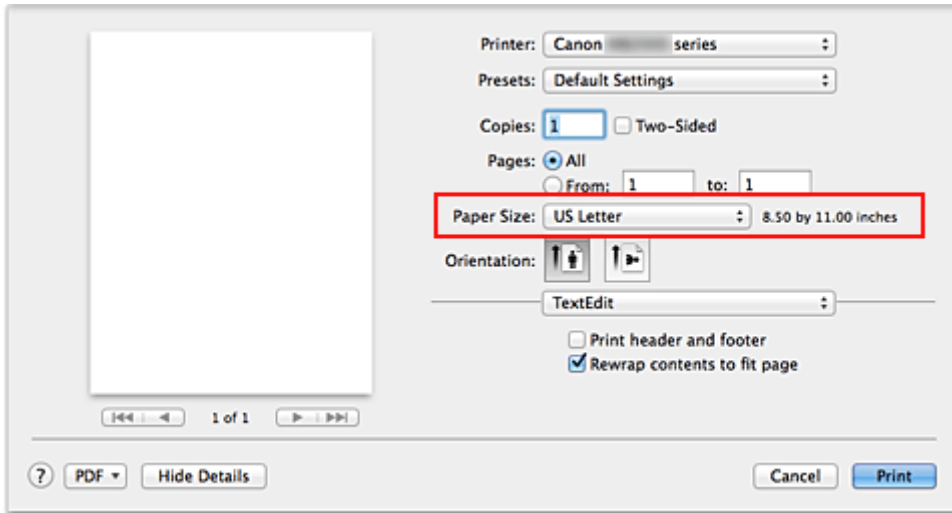 Printer: Canon series
Presets: Default Settings
Copies: 1 Two-Sided
Pages: All
From: 1 to: 1
Paper Size: US Letter 8.50 by 11.00 inches
Orientation:
TextEdit
Print header and footer
Rewrap contents to fit page
1 of 1
? PDF Hide Details Cancel Print